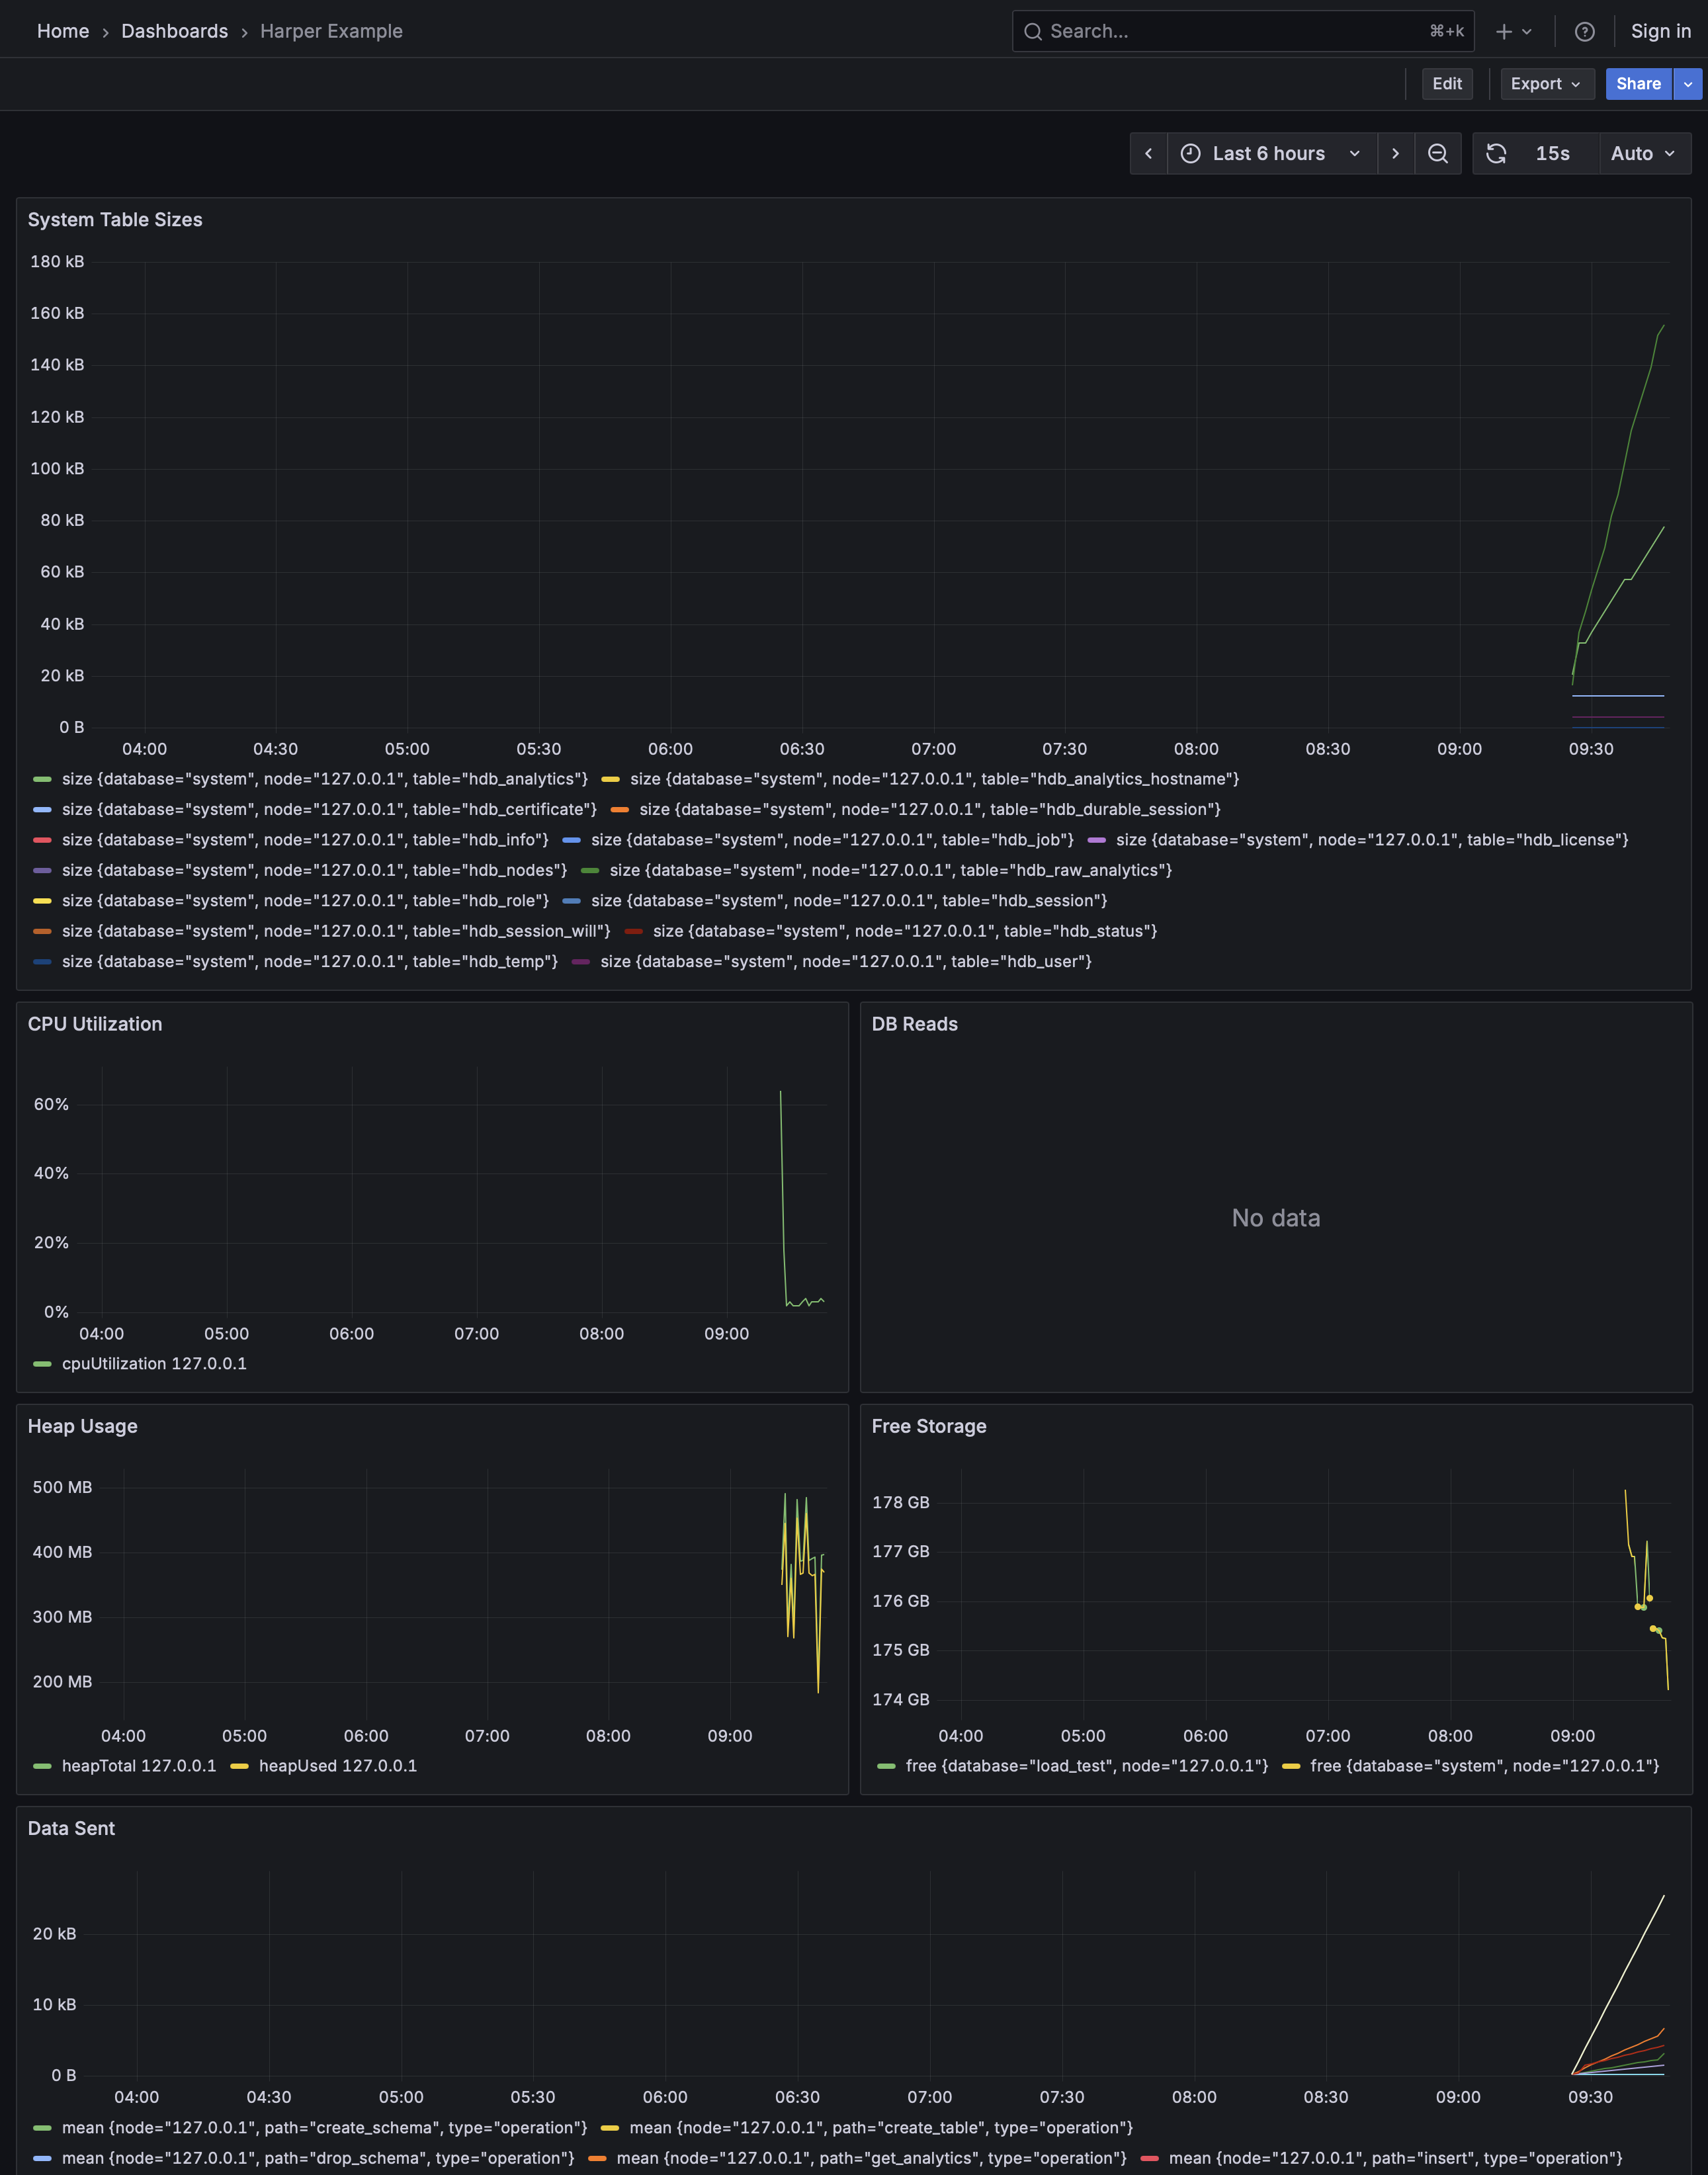 Home › Dashboards › Harper Example
Search... ⌘+k
Sign in
Edit Export Share
Last 6 hours 15s Auto
System Table Sizes
180 kB
160 kB
140 kB
120 kB
100 kB
80 kB
60 kB
40 kB
20 kB
0 B
04:00 04:30 05:00 05:30 06:00 06:30 07:00 07:30 08:00 08:30 09:00 09:30
size {database="system", node="127.0.0.1", table="hdb_analytics"} size {database="system", node="127.0.0.1", table="hdb_analytics_hostname"}
size {database="system", node="127.0.0.1", table="hdb_certificate"} size {database="system", node="127.0.0.1", table="hdb_durable_session"}
size {database="system", node="127.0.0.1", table="hdb_info"} size {database="system", node="127.0.0.1", table="hdb_job"} size {database="system", node="127.0.0.1", table="hdb_license"}
size {database="system", node="127.0.0.1", table="hdb_nodes"} size {database="system", node="127.0.0.1", table="hdb_raw_analytics"}
size {database="system", node="127.0.0.1", table="hdb_role"} size {database="system", node="127.0.0.1", table="hdb_session"}
size {database="system", node="127.0.0.1", table="hdb_session_will"} size {database="system", node="127.0.0.1", table="hdb_status"}
size {database="system", node="127.0.0.1", table="hdb_temp"} size {database="system", node="127.0.0.1", table="hdb_user"}
CPU Utilization
60%
40%
20%
0%
04:00 05:00 06:00 07:00 08:00 09:00
cpuUtilization 127.0.0.1
DB Reads
No data
Heap Usage
500 MB
400 MB
300 MB
200 MB
04:00 05:00 06:00 07:00 08:00 09:00
heapTotal 127.0.0.1 heapUsed 127.0.0.1
Free Storage
178 GB
177 GB
176 GB
175 GB
174 GB
04:00 05:00 06:00 07:00 08:00 09:00
free {database="load_test", node="127.0.0.1"} free {database="system", node="127.0.0.1"}
Data Sent
20 kB
10 kB
0 B
04:00 04:30 05:00 05:30 06:00 06:30 07:00 07:30 08:00 08:30 09:00 09:30
mean {node="127.0.0.1", path="create_schema", type="operation"} mean {node="127.0.0.1", path="create_table", type="operation"}
mean {node="127.0.0.1", path="drop_schema", type="operation"} mean {node="127.0.0.1", path="get_analytics", type="operation"} mean {node="127.0.0.1", path="insert", type="operation"}